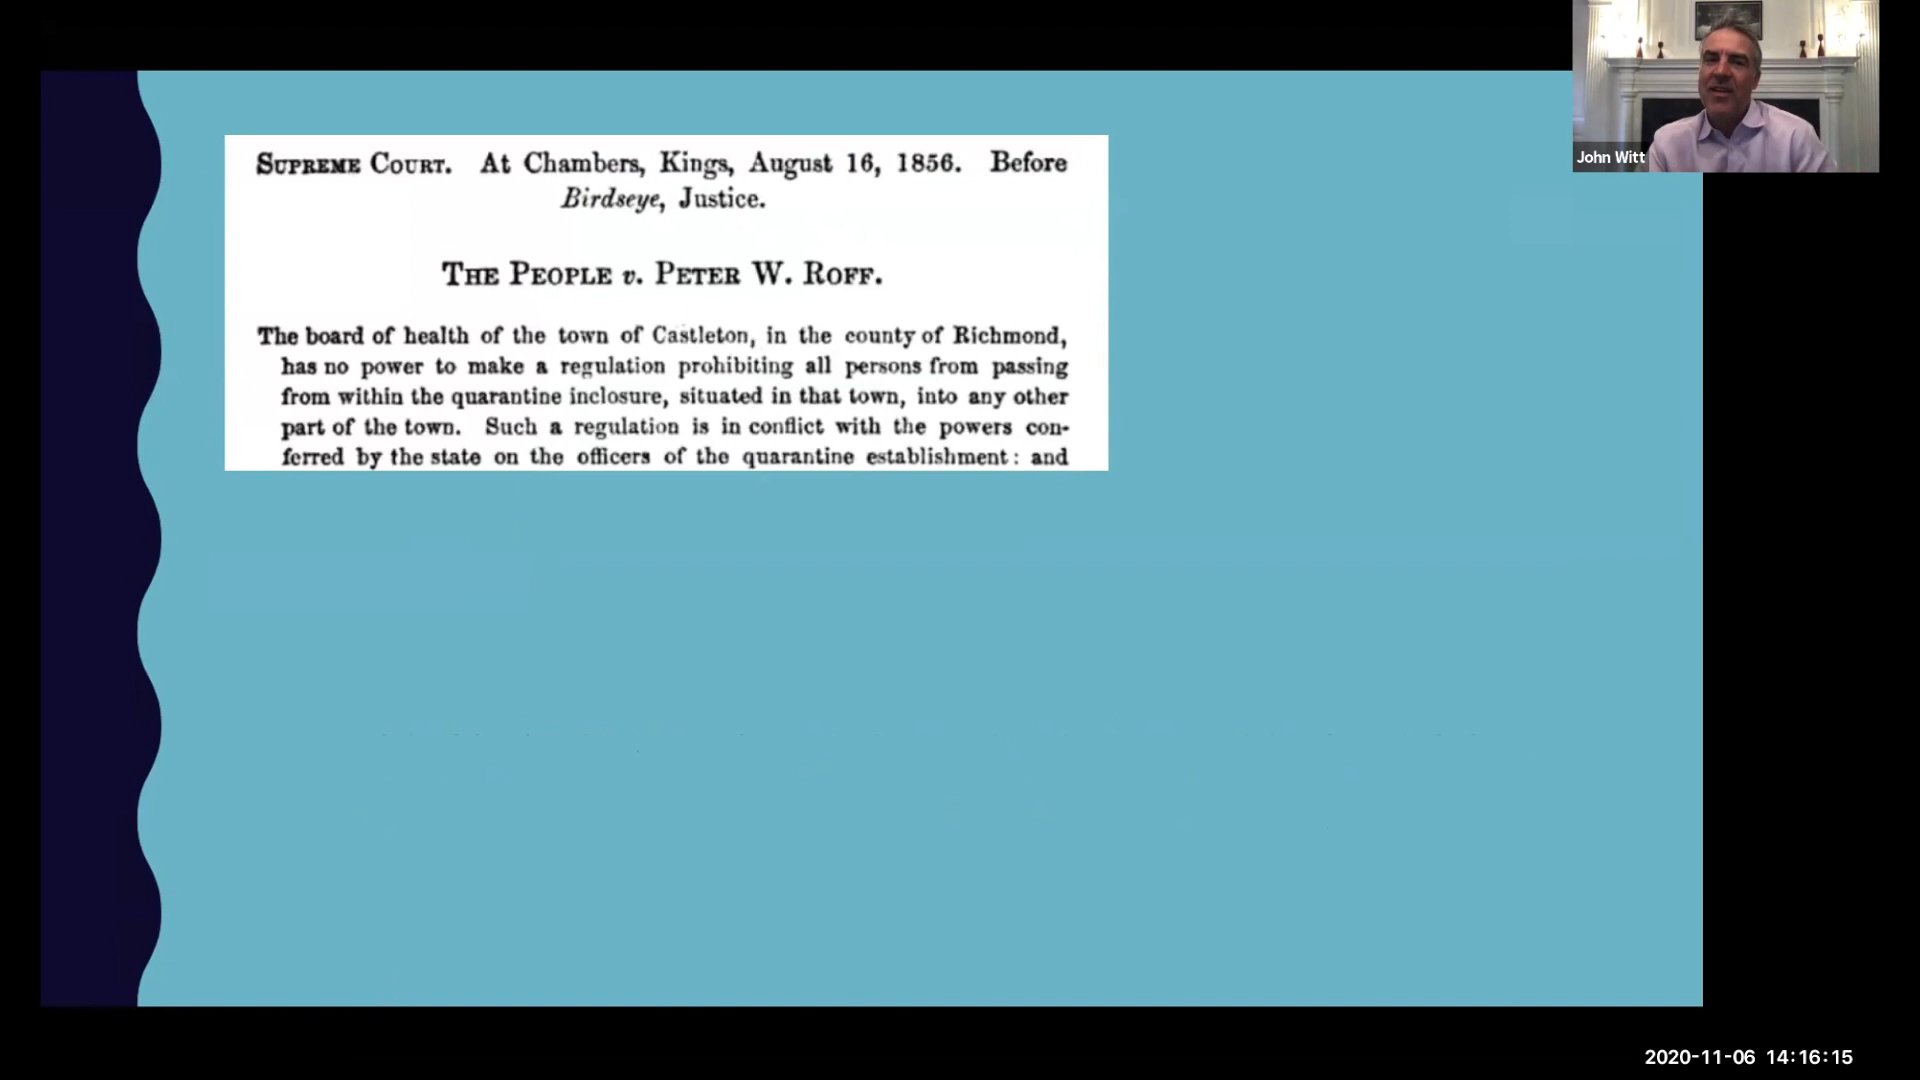 SUPREME COURT. At Chambers, Kings, August 16, 1856. Before
Birdseye, Justice.
THE PEOPLE v. PETER W. ROFF.
The board of health of the town of Castleton, in the county of Richmond,
has no power to make a regulation prohibiting all persons from passing
from within the quarantine inclosure, situated in that town, into any other
part of the town. Such a regulation is in conflict with the powers con-
ferred by the state on the officers of the quarantine establishment: and
John Witt
2020-11-06 14:16:15